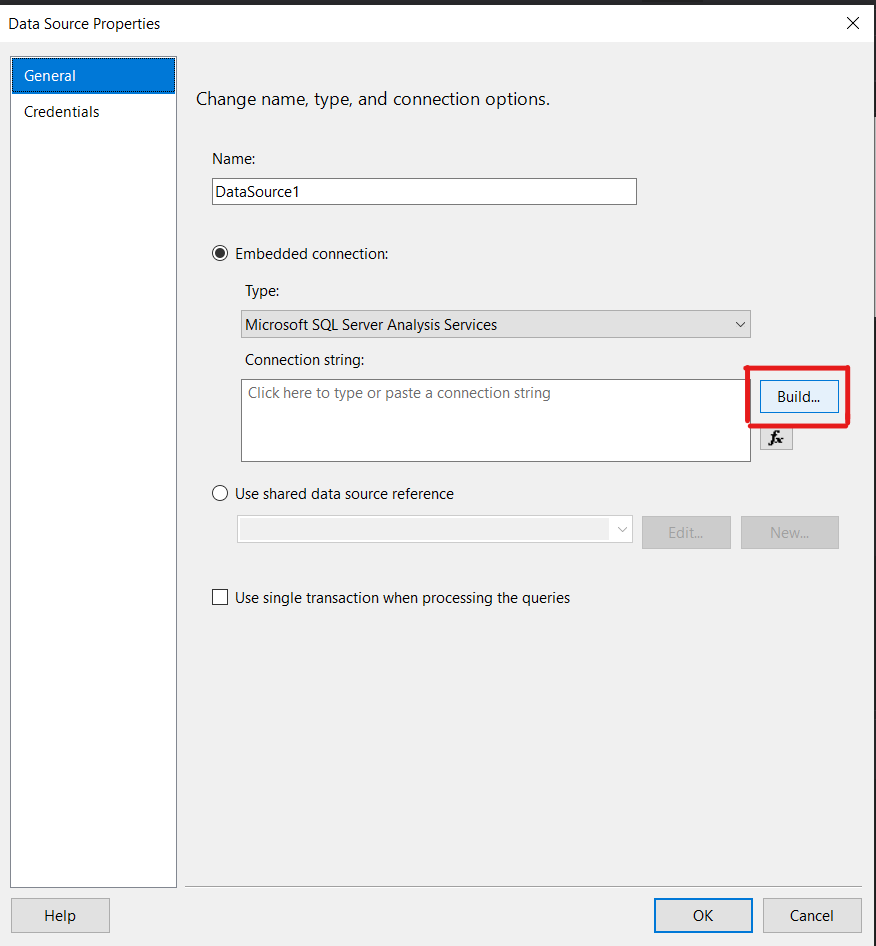 Data Source Properties
General
Credentials
Change name, type, and connection options.
Name:
DataSource1
Embedded connection:
Type:
Microsoft SQL Server Analysis Services
Connection string:
Click here to type or paste a connection string
Build...
fx
Use shared data source reference
Edit...
New...
Use single transaction when processing the queries
Help
OK
Cancel